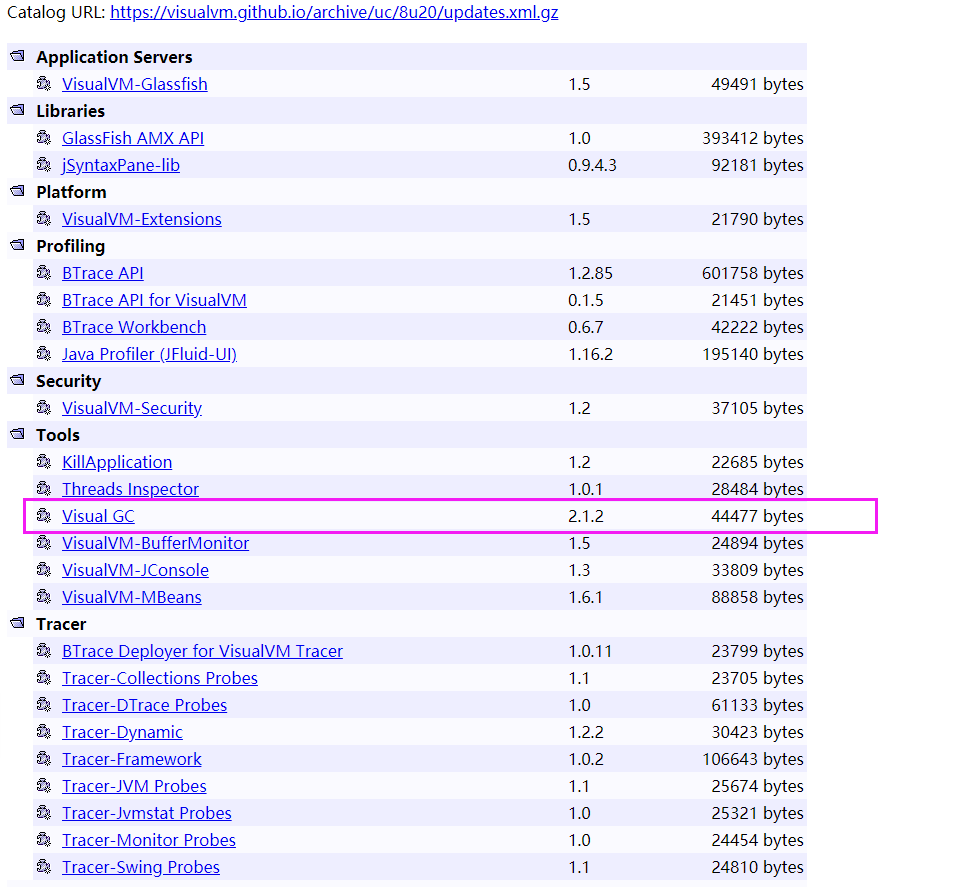 Catalog URL: https://visualvm.github.io/archive/uc/8u20/updates.xml.gz
Application Servers
VisualVM-Glassfish 1.5 49491 bytes
Libraries
GlassFish AMX API 1.0 393412 bytes
jSyntaxPane-lib 0.9.4.3 92181 bytes
Platform
VisualVM-Extensions 1.5 21790 bytes
Profiling
BTrace API 1.2.85 601758 bytes
BTrace API for VisualVM 0.1.5 21451 bytes
BTrace Workbench 0.6.7 42222 bytes
Java Profiler (JFluid-UI) 1.16.2 195140 bytes
Security
VisualVM-Security 1.2 37105 bytes
Tools
KillApplication 1.2 22685 bytes
Threads Inspector 1.0.1 28484 bytes
Visual GC 2.1.2 44477 bytes
VisualVM-BufferMonitor 1.5 24894 bytes
VisualVM-JConsole 1.3 33809 bytes
VisualVM-MBeans 1.6.1 88858 bytes
Tracer
BTrace Deployer for VisualVM Tracer 1.0.11 23799 bytes
Tracer-Collections Probes 1.1 23705 bytes
Tracer-DTrace Probes 1.0 61133 bytes
Tracer-Dynamic 1.2.2 30423 bytes
Tracer-Framework 1.0.2 106643 bytes
Tracer-JVM Probes 1.1 25674 bytes
Tracer-Jvmstat Probes 1.0 25321 bytes
Tracer-Monitor Probes 1.0 24454 bytes
Tracer-Swing Probes 1.1 24810 bytes